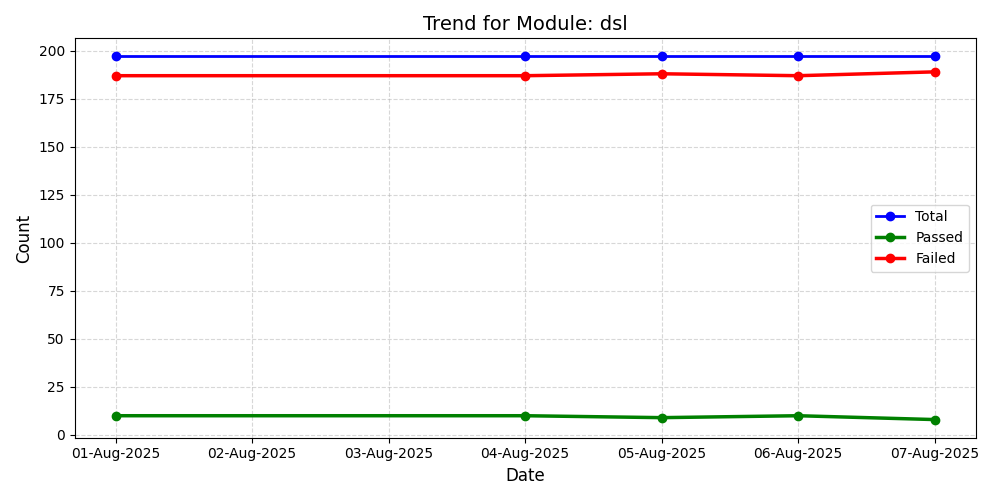 Trend for Module: dsl
200
175
150
125
100
75
50
25
0
Count
Total
Passed
Failed
01-Aug-2025 02-Aug-2025 03-Aug-2025 04-Aug-2025 05-Aug-2025 06-Aug-2025 07-Aug-2025
Date